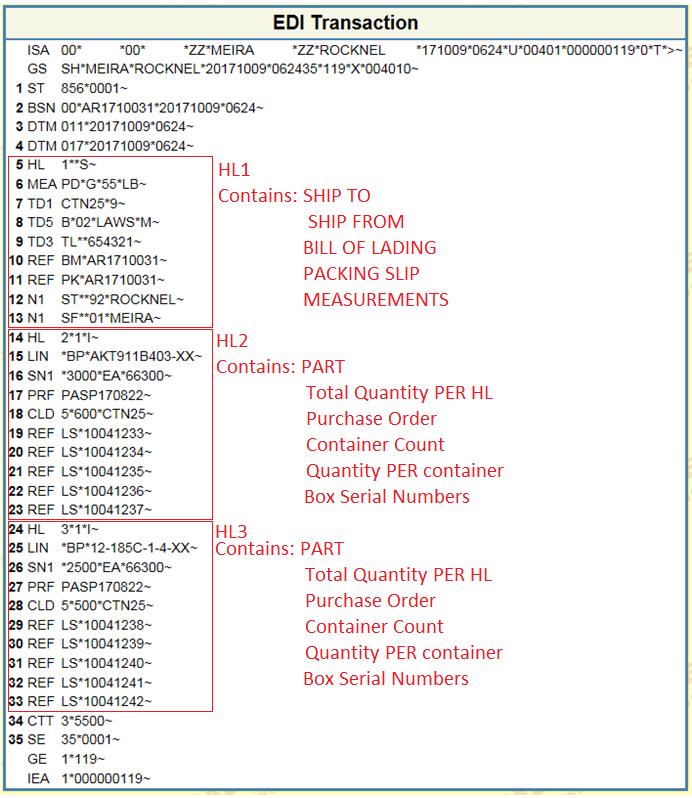 EDI Transaction
ISA 00* *00* *ZZ*MEIRA *ZZ*ROCKNEL *171009*0624*U*00401*000000119*0*T*>~
GS SH*MEIRA*ROCKNEL*20171009*062435*119*X*004010~
1 ST 856*0001~
2 BSN 00*AR1710031*20171009*0624~
3 DTM 011*20171009*0624~
4 DTM 017*20171009*0624~
5 HL 1**S~ HL1
6 MEA PD*G*55*LB~
7 TD1 CTN25*9~ Contains: SHIP TO
8 TD5 B*02*LAWS*M~ SHIP FROM
9 TD3 TL**654321~ BILL OF LADING
10 REF BM*AR1710031~
11 REF PK*AR1710031~ PACKING SLIP
12 N1 ST**92*ROCKNEL~ MEASUREMENTS
13 N1 SF**01*MEIRA~
14 HL 2*1*I~ HL2
15 LIN *BP*AKT911B403-XX~ Contains: PART
16 SN1 *3000*EA*66300~ Total Quantity PER HL
17 PRF PASP170822~
18 CLD 5*600*CTN25~ Purchase Order
19 REF LS*10041233~ Container Count
20 REF LS*10041234~
21 REF LS*10041235~ Quantity PER container
22 REF LS*10041236~ Box Serial Numbers
23 REF LS*10041237~
24 HL 3*1*I~ HL3
25 LIN *BP*12-185C-1-4-XX~ Contains: PART
26 SN1 *2500*EA*66300~ Total Quantity PER HL
27 PRF PASP170822~
28 CLD 5*500*CTN25~ Purchase Order
29 REF LS*10041238~ Container Count
30 REF LS*10041239~
31 REF LS*10041240~ Quantity PER container
32 REF LS*10041241~ Box Serial Numbers
33 REF LS*10041242~
34 CTT 3*5500~
35 SE 35*0001~
GE 1*119~
IEA 1*000000119~